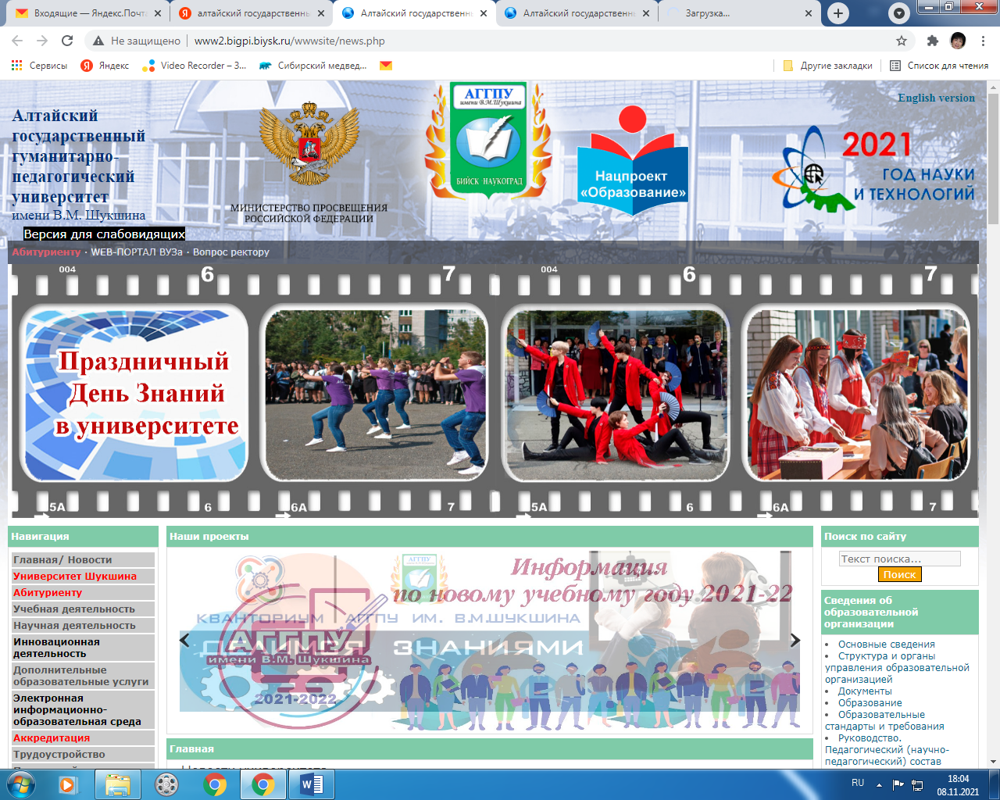 Входящие — Яндекс.Почта
алтайский государственны
Алтайский государственн
Алтайский государственн
Загрузка...
Не защищено
www2.bigpi.biysk.ru/wwwsite/news.php
Сервисы
Яндекс
Video Recorder – З...
Сибирский медвед...
Другие закладки
Список для чтения
English version
Алтайский
государственный
гуманитарно-
педагогический
университет
имени В.М. Шукшина
Версия для слабовидящих
МИНИСТЕРСТВО ПРОСВЕЩЕНИЯ
РОССИЙСКОЙ ФЕДЕРАЦИИ
АГГПУ
имени В.М.Шукшина
БИЙСК НАУКОГРАД
Нацпроект
«Образование»
2021
ГОД НАУКИ
И ТЕХНОЛОГИЙ
Абитуриенту · WEB-ПОРТАЛ ВУЗа · Вопрос ректору
004 6 7 004 6 7
Праздничный
День Знаний
в университете
5A 6 6A 7 5A 6 6A 7
Навигация
Главная/ Новости
Университет Шукшина
Абитуриенту
Учебная деятельность
Научная деятельность
Инновационная
деятельность
Дополнительные
образовательные услуги
Электронная
информационно-
образовательная среда
Аккредитация
Трудоустройство
Наши проекты
АГГПУ
Информация
по новому учебному году 2021-22
КВАНТОРИУМ АГГПУ ИМ. В.М.ШУКШИНА
ДЕЛИМСЯ ЗНАНИЯМИ
АГГПУ
имени В.М. Шукшина
2021-2022
Главная
Новости университета
Поиск по сайту
Текст поиска...
Поиск
Сведения об
образовательной
организации
• Основные сведения
• Структура и органы
управления образовательной
организацией
• Документы
• Образование
• Образовательные
стандарты и требования
• Руководство.
Педагогический (научно-
педагогический) состав
RU
18:04
08.11.2021